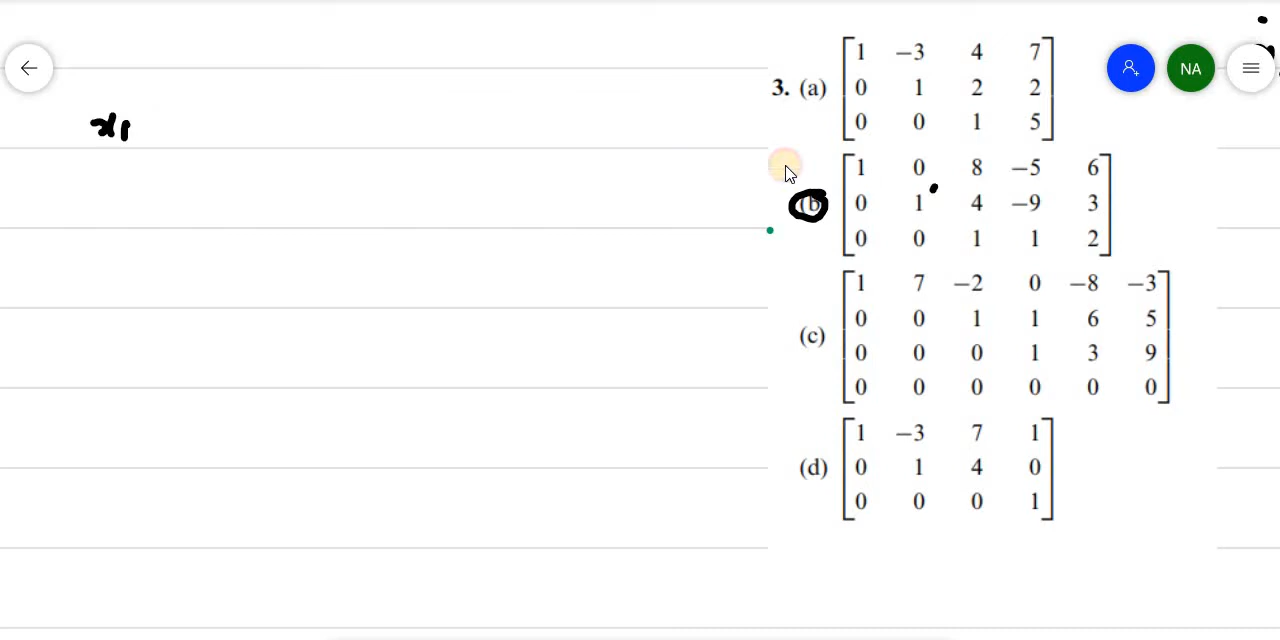 x1
NA
3. (a) 1 −3 4 7
0 1 2 2
0 0 1 5
(b) 1 0 8 −5 6
0 1 4 −9 3
0 0 1 1 2
(c) 1 7 −2 0 −8 −3
0 0 1 1 6 5
0 0 0 1 3 9
0 0 0 0 0 0
(d) 1 −3 7 1
0 1 4 0
0 0 0 1